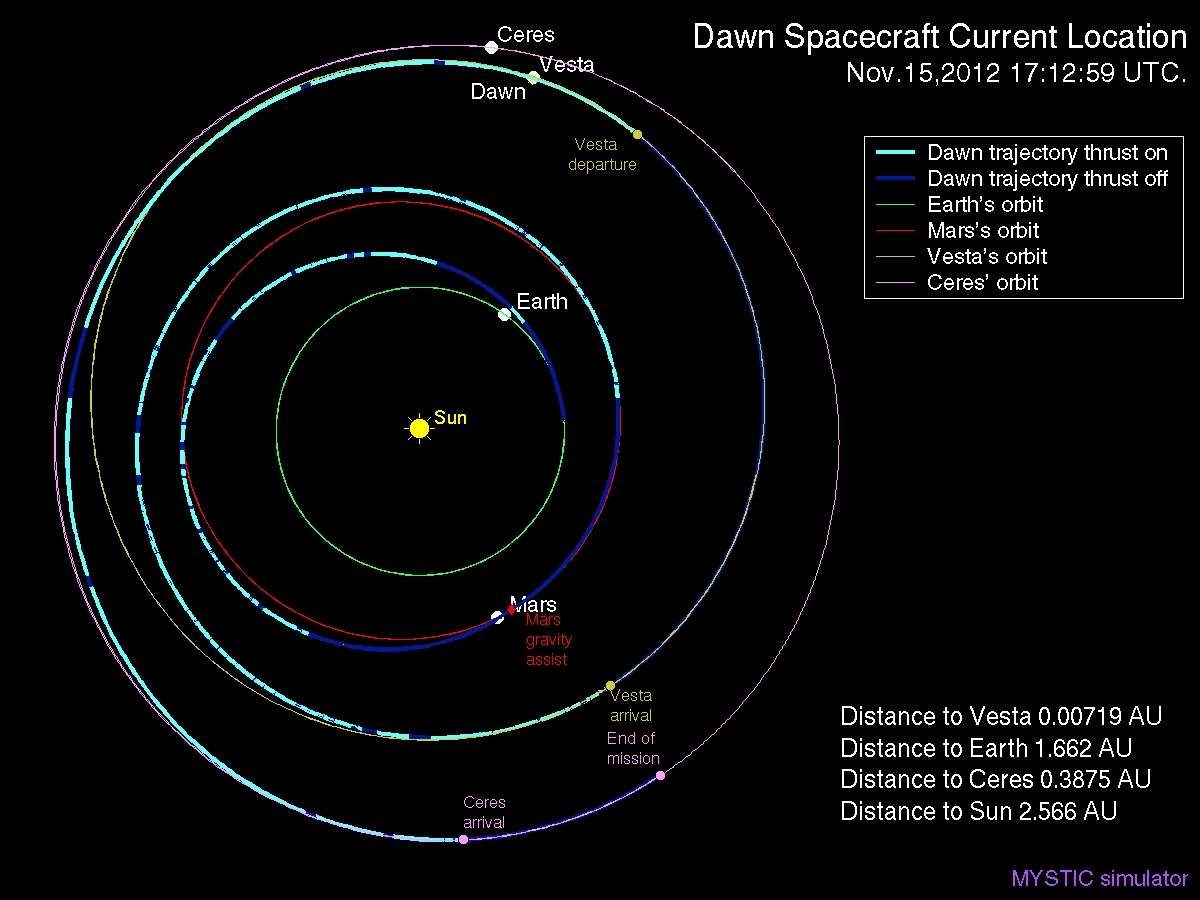 Dawn Spacecraft Current Location
Nov.15,2012 17:12:59 UTC.
Ceres
Vesta
Dawn
Vesta
departure
Dawn trajectory thrust on
Dawn trajectory thrust off
Earth's orbit
Mars's orbit
Vesta's orbit
Ceres' orbit
Earth
Sun
Mars
Mars
gravity
assist
Vesta
arrival
End of
mission
Ceres
arrival
Distance to Vesta 0.00719 AU
Distance to Earth 1.662 AU
Distance to Ceres 0.3875 AU
Distance to Sun 2.566 AU
MYSTIC simulator